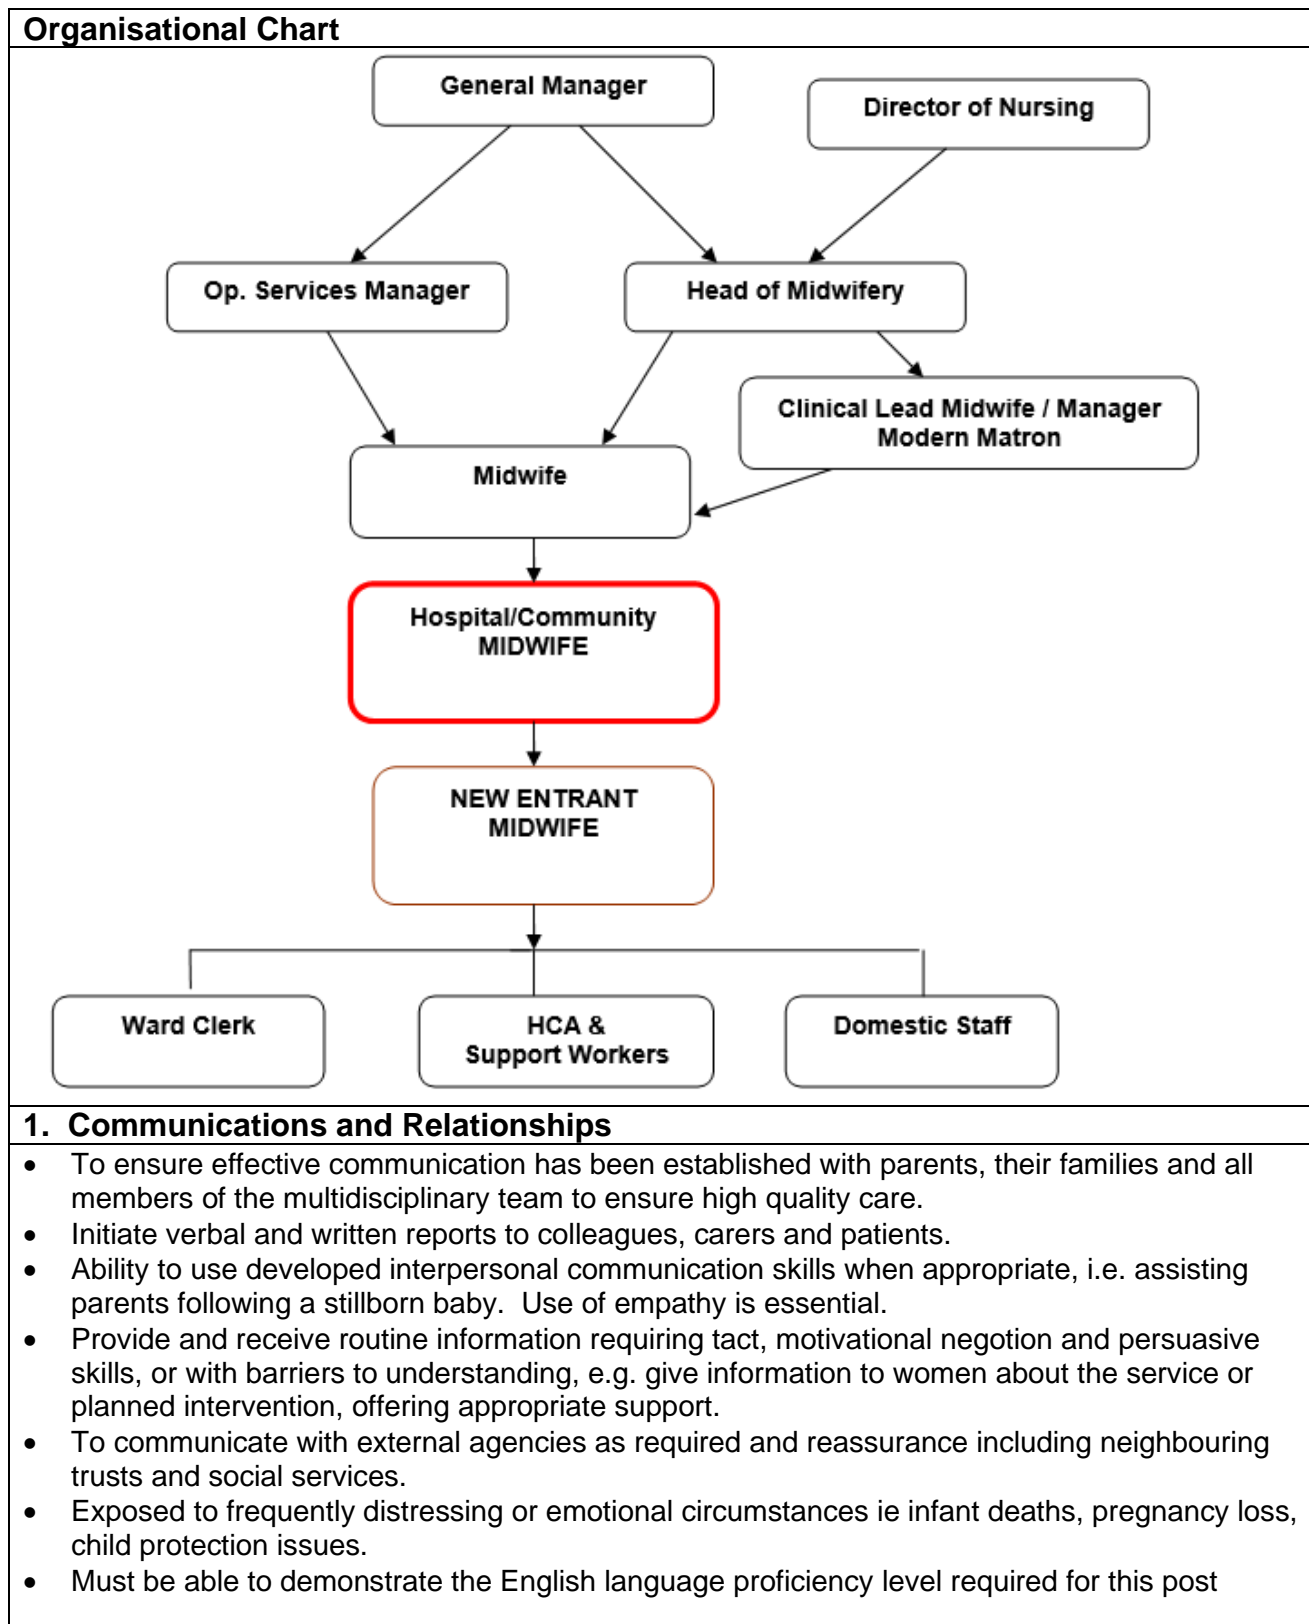 Organisational Chart
General Manager
Director of Nursing
Op. Services Manager
Head of Midwifery
Clinical Lead Midwife / Manager
Modern Matron
Midwife
Hospital/Community
MIDWIFE
NEW ENTRANT
MIDWIFE
Ward Clerk
HCA &
Support Workers
Domestic Staff
1. Communications and Relationships
• To ensure effective communication has been established with parents, their families and all
members of the multidisciplinary team to ensure high quality care.
• Initiate verbal and written reports to colleagues, carers and patients.
• Ability to use developed interpersonal communication skills when appropriate, i.e. assisting
parents following a stillborn baby. Use of empathy is essential.
• Provide and receive routine information requiring tact, motivational negotion and persuasive
skills, or with barriers to understanding, e.g. give information to women about the service or
planned intervention, offering appropriate support.
• To communicate with external agencies as required and reassurance including neighbouring
trusts and social services.
• Exposed to frequently distressing or emotional circumstances ie infant deaths, pregnancy loss,
child protection issues.
• Must be able to demonstrate the English language proficiency level required for this post